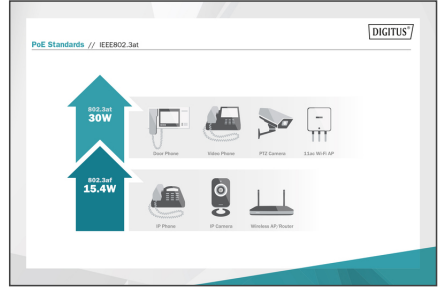 DIGITUS®
PoE Standards // IEEE802.3at
802.3at
30W
Door Phone Video Phone PTZ Camera 11ac Wi-Fi AP
802.3af
15.4W
IP Phone IP Camera Wireless AP/Router